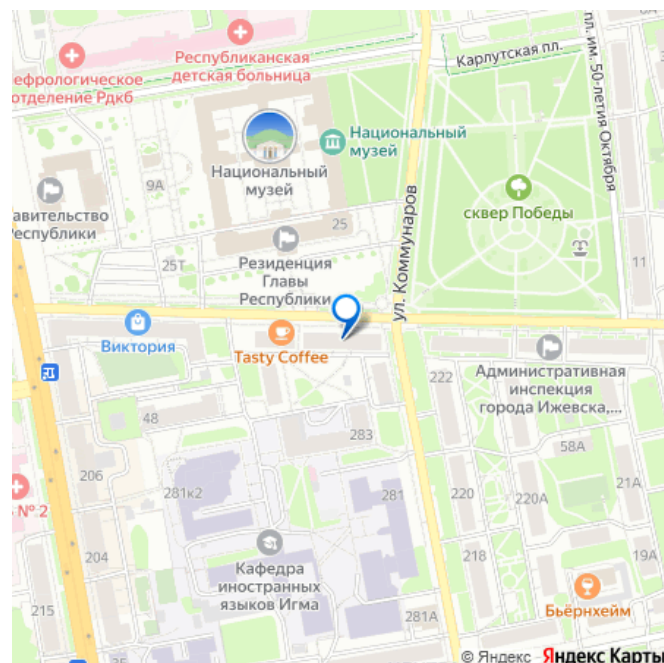 Карлутская пл.
6А
пл. им. 50-летия Октября
Республиканская
детская больница
ефрологическое
отделение Рдкб
Национальный
музей
Национальный
музей
9А
авительство
Республики
25
25Т
Резиденция
Главы
Республики
сквер Победы
ул. Коммунаров
11
Виктория
Tasty Coffee
Административная
инспекция
города Ижевска,...
222
48
283
58А
206
281к2
281
220
220А
21А
№ 2
204
Кафедра
иностранных
языков Игма
218
19А
Бьёрнхейм
215
281А
25
© Яндекс Яндекс Карты